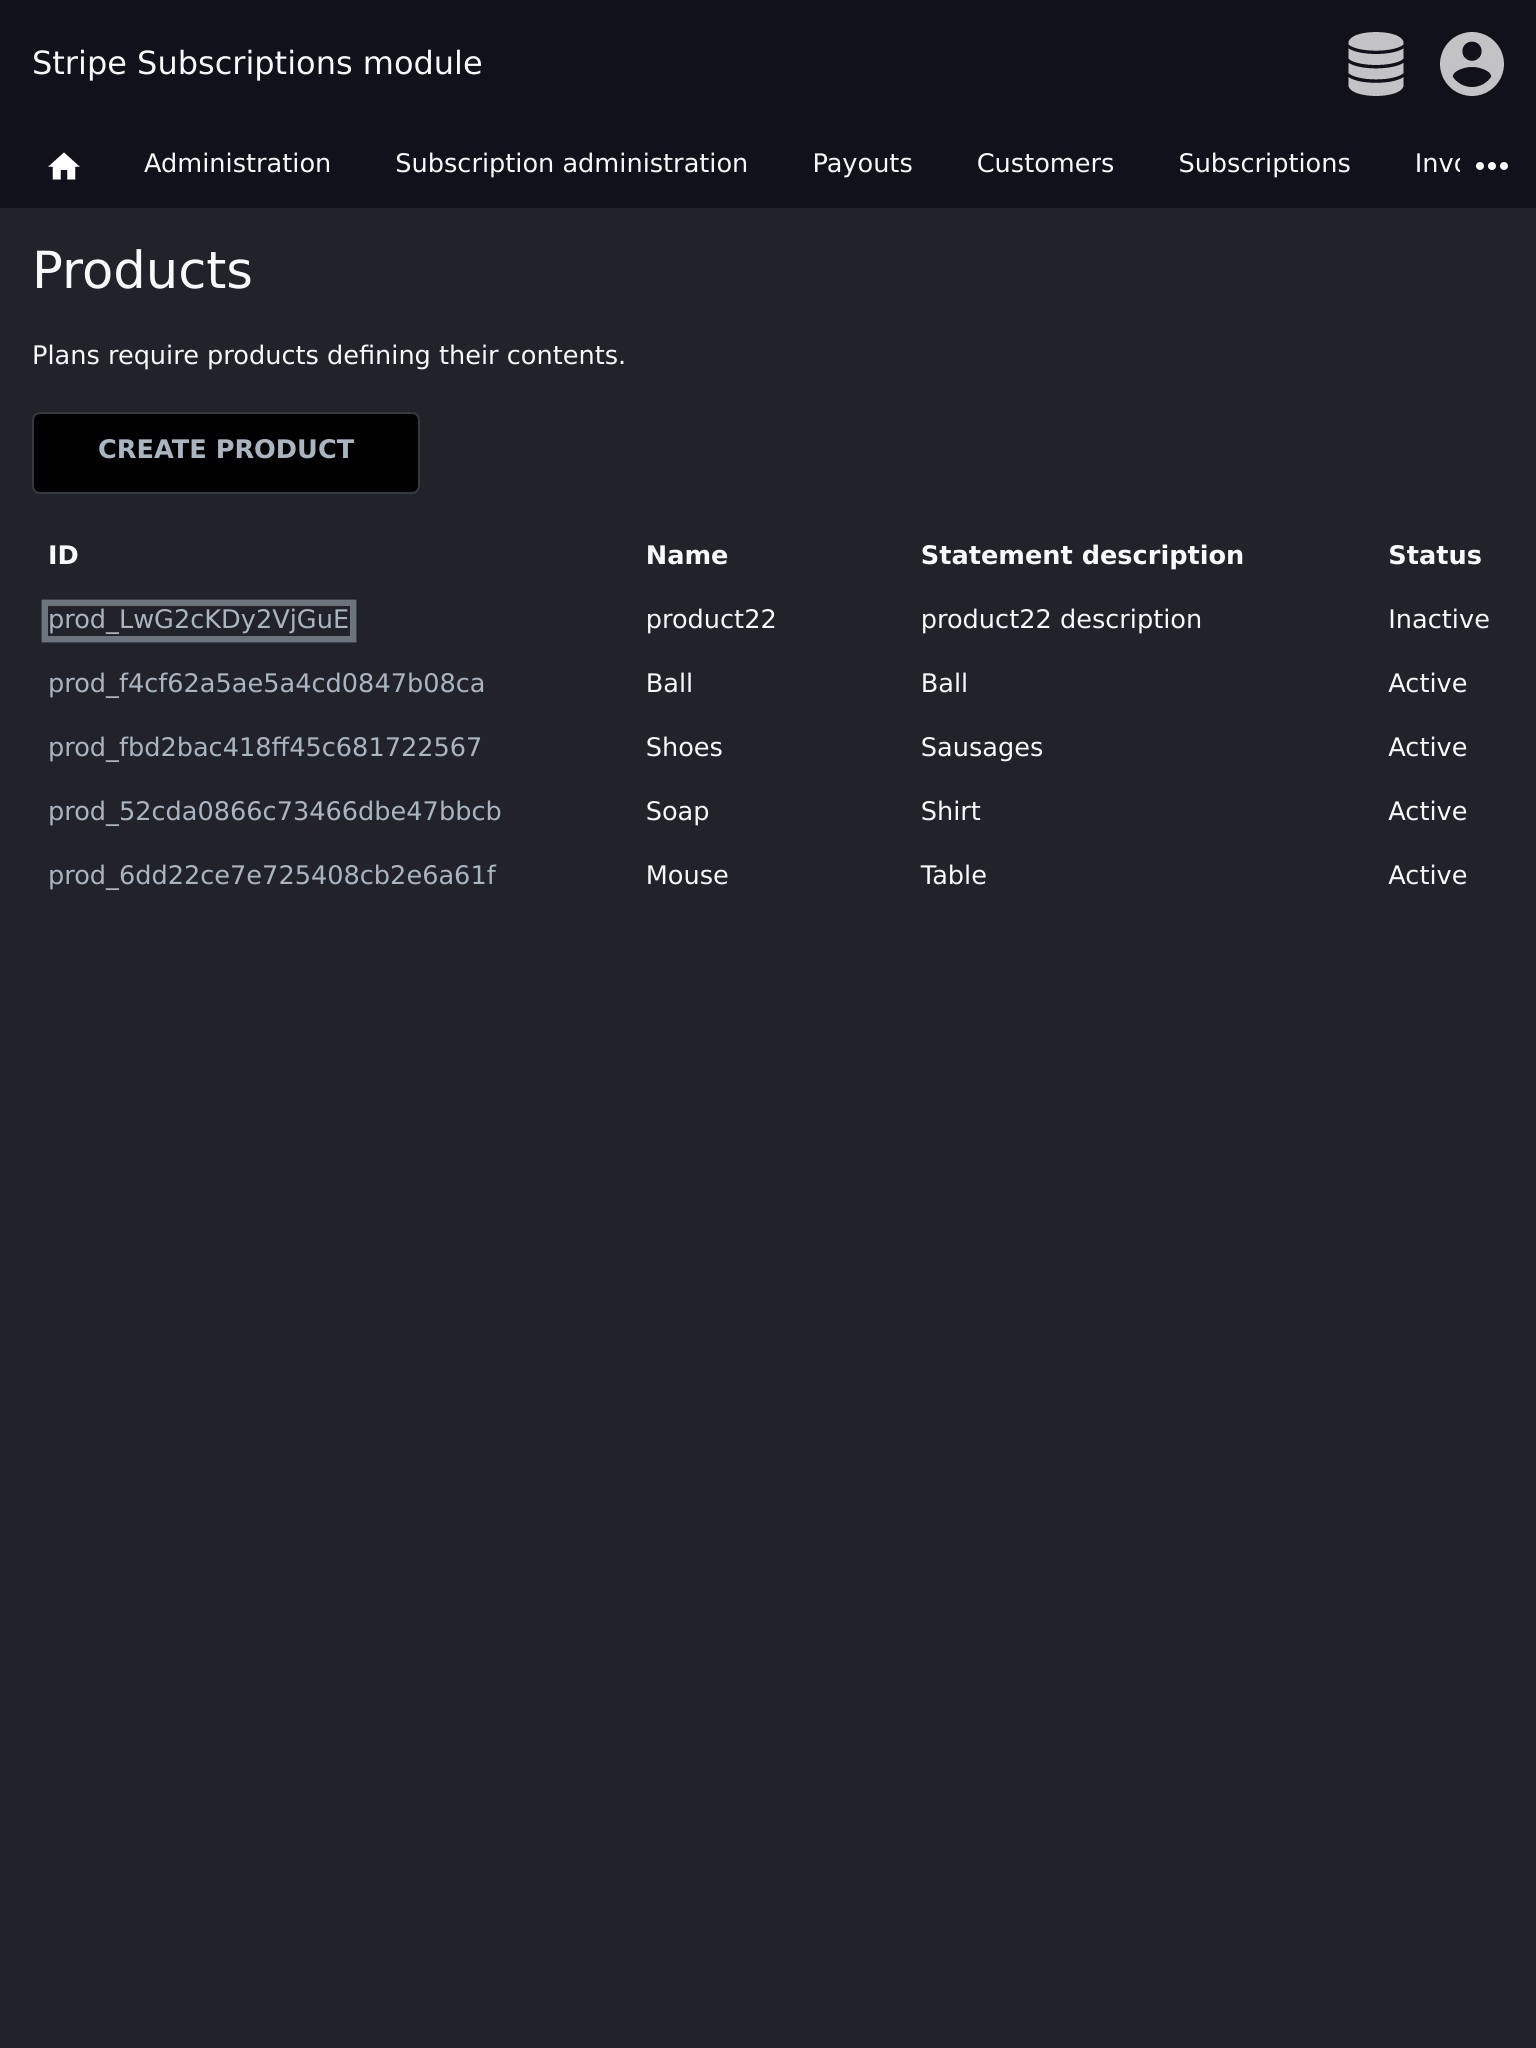 Stripe Subscriptions module
Administration Subscription administration Payouts Customers Subscriptions
Products
Plans require products defining their contents.
CREATE PRODUCT
ID Name Statement description Status
prod_LwG2cKDy2VjGuE product22 product22 description Inactive
prod_f4cf62a5ae5a4cd0847b08ca Ball Ball Active
prod_fbd2bac418ff45c681722567 Shoes Sausages Active
prod_52cda0866c73466dbe47bbcb Soap Shirt Active
prod_6dd22ce7e725408cb2e6a61f Mouse Table Active